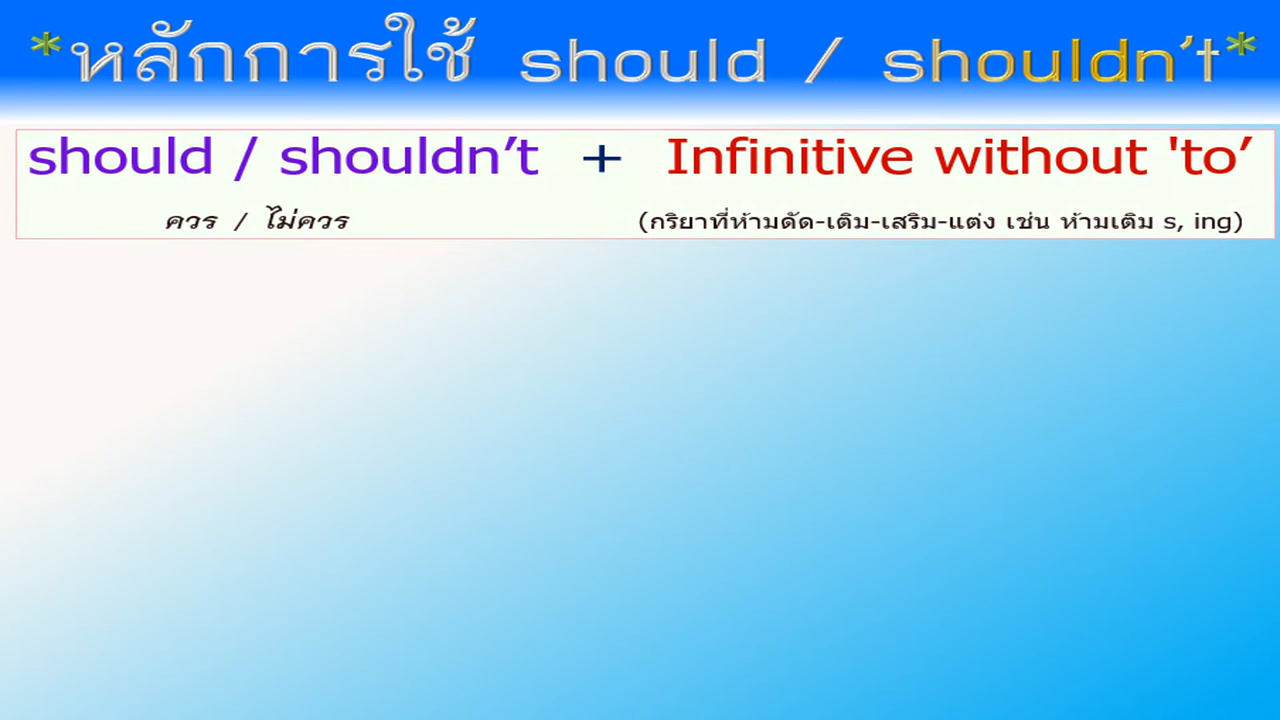 *หลักการใช้ should / shouldn’t*
should / shouldn’t + Infinitive without 'to’
ควร / ไม่ควร (กริยาที่ห้ามดัด-เติม-เสริม-แต่ง เช่น ห้ามเติม s, ing)